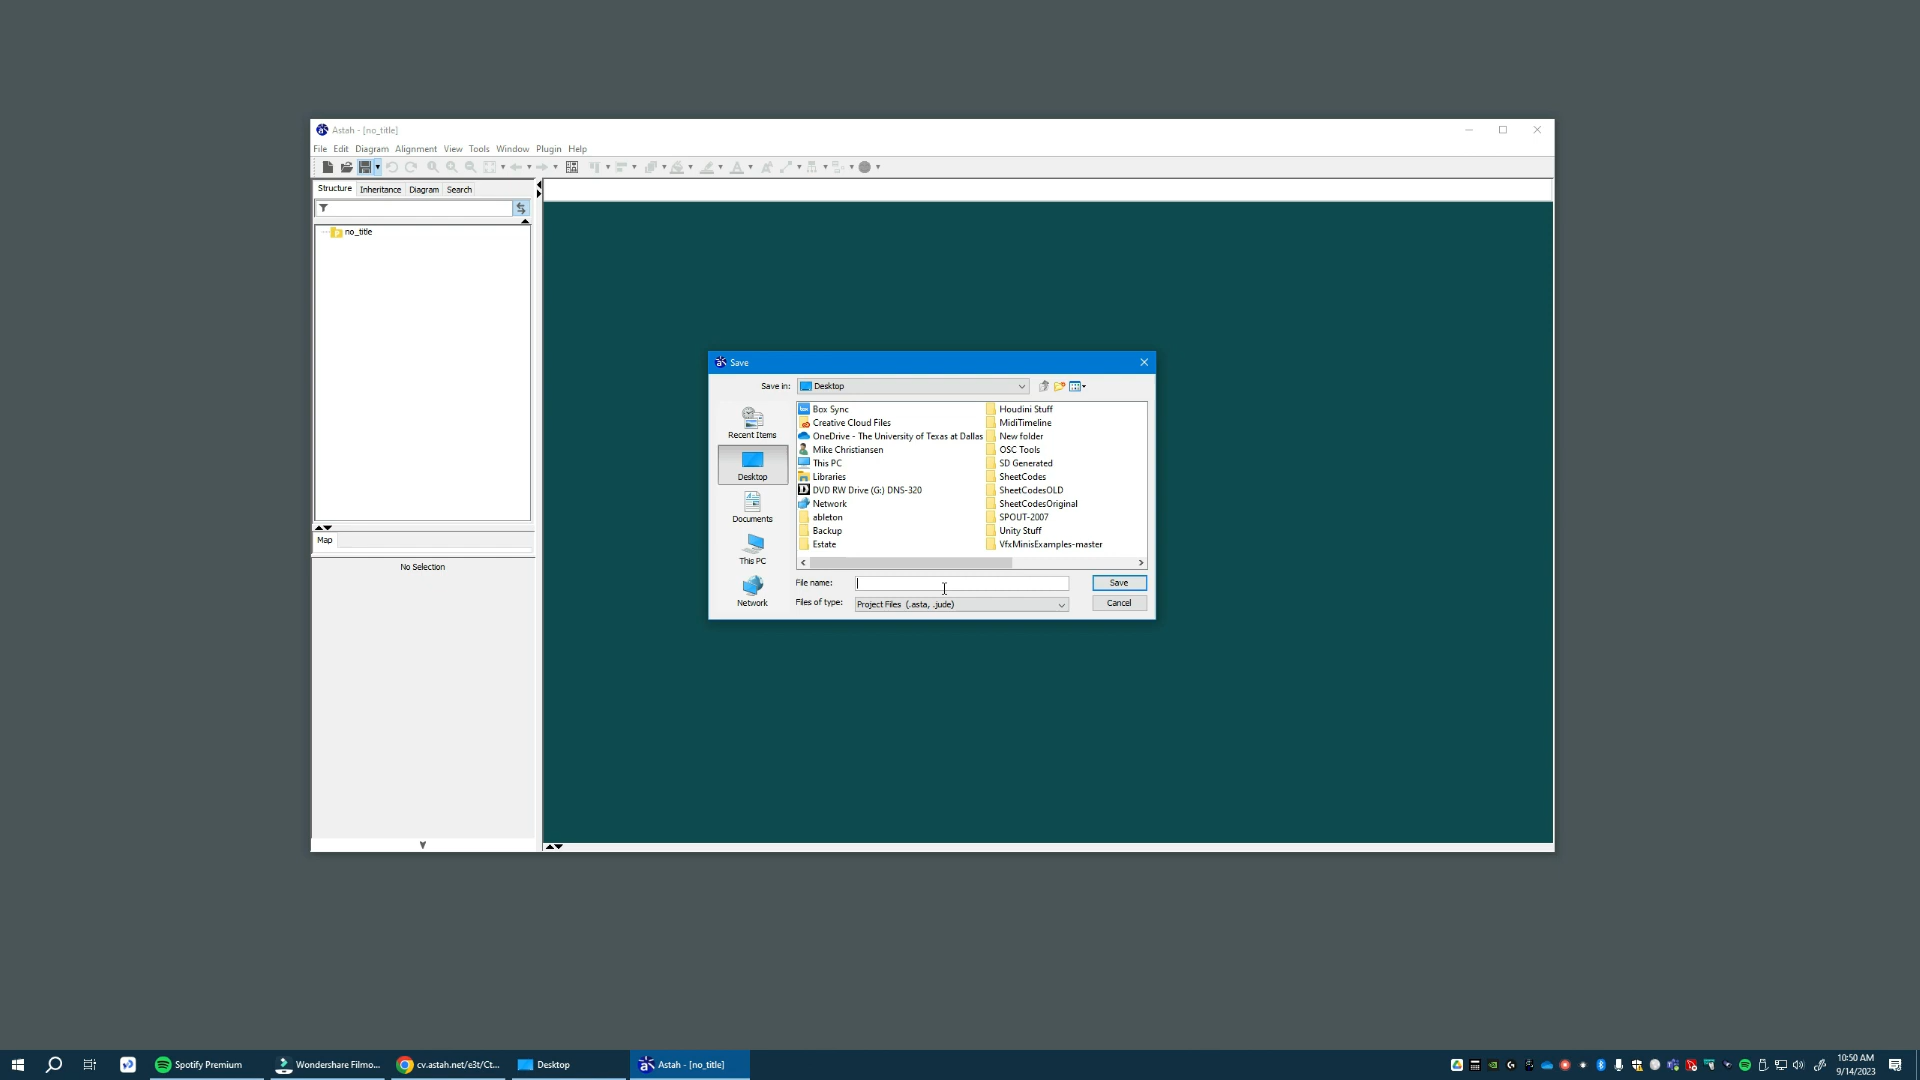 Astah - [no_title]
File Edit Diagram Alignment View Tools Window Plugin Help
Structure Inheritance Diagram Search
no_title
Map
No Selection
Save
Save in: Desktop
Recent Items
Desktop
Documents
This PC
Network
Box Sync
Creative Cloud Files
OneDrive - The University of Texas at Dallas
Mike Christiansen
This PC
Libraries
DVD RW Drive (G:) DNS-320
Network
ableton
Backup
Estate
Houdini Stuff
MidiTimeline
New folder
OSC Tools
SD Generated
SheetCodes
SheetCodesOLD
SheetCodesOriginal
SPOUT-2007
Unity Stuff
VfxMinisExamples-master
File name:
Save
Files of type: Project Files (.asta, .jude)
Cancel
Spotify Premium
Wondershare Filmo...
cv.astah.net/e3t/Ct...
Desktop
Astah - [no_title]
10:50 AM
9/14/2023